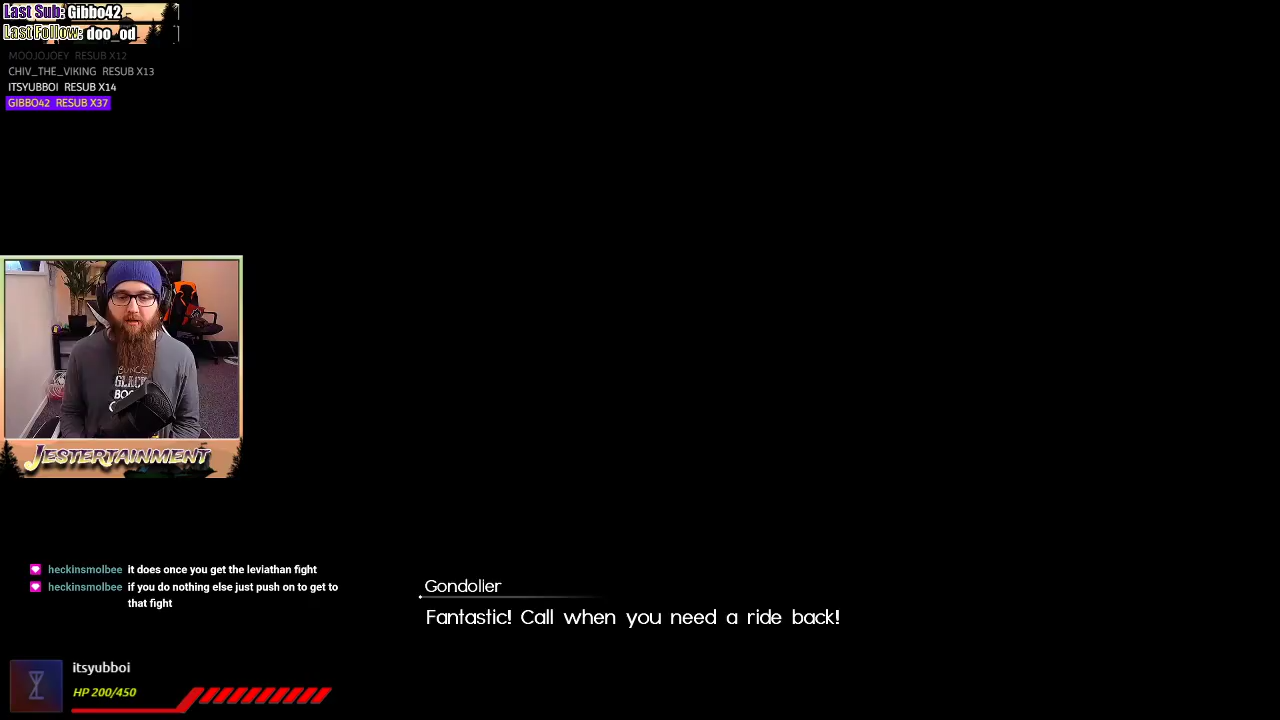 Last Sub: Gibbo42
Last Follow: doo_od
MOOJOJOEY RESUB X12
CHIV_THE_VIKING RESUB X13
ITSYUBBOI RESUB X14
GIBBO42 RESUB X37
GLACT
JESTERTAINMENT
heckinsmolbee it does once you get the leviathan fight
heckinsmolbee if you do nothing else just push on to get to
that fight
Gondolier
Fantastic! Call when you need a ride back!
itsyubboi
HP 200/450